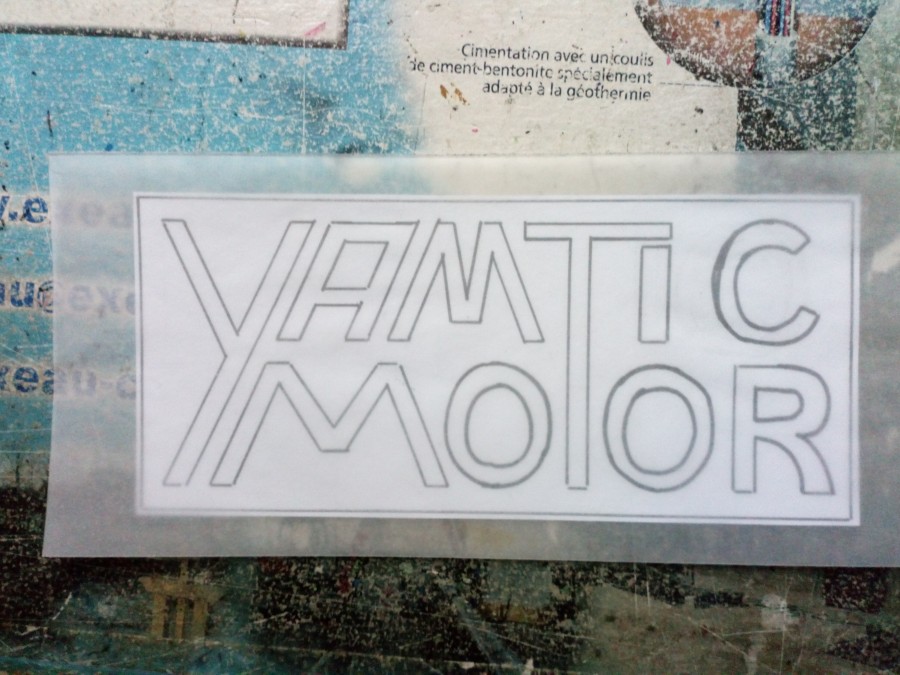 Cimentation avec un coulis
de ciment-bentonite spécialement
adapté à la géothermie
YAMTIC
MOTOR